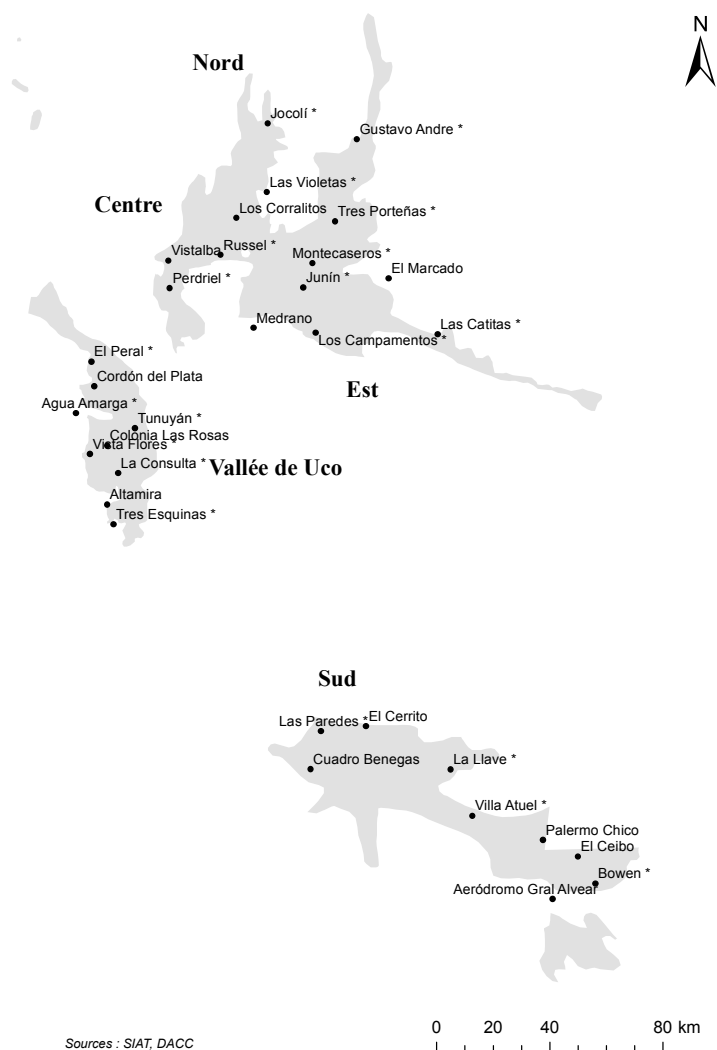 N
Nord
Jocolí *
Gustavo Andre *
Las Violetas *
Centre
Los Corralitos
Tres Porteñas *
Russel *
Vistalba
Montecaseros *
El Marcado
Perdriel *
Junín *
Medrano
Las Catitas *
Los Campamentos *
El Peral *
Cordón del Plata
Est
Agua Amarga *
Tunuyán *
Colonia Las Rosas
Vista Flores *
La Consulta *
Vallée de Uco
Altamira
Tres Esquinas *
Sud
Las Paredes *
El Cerrito
Cuadro Benegas
La Llave *
Villa Atuel *
Palermo Chico
El Ceibo
Bowen *
Aeródromo Gral Alvear
0 20 40 80 km
Sources : SIAT, DACC